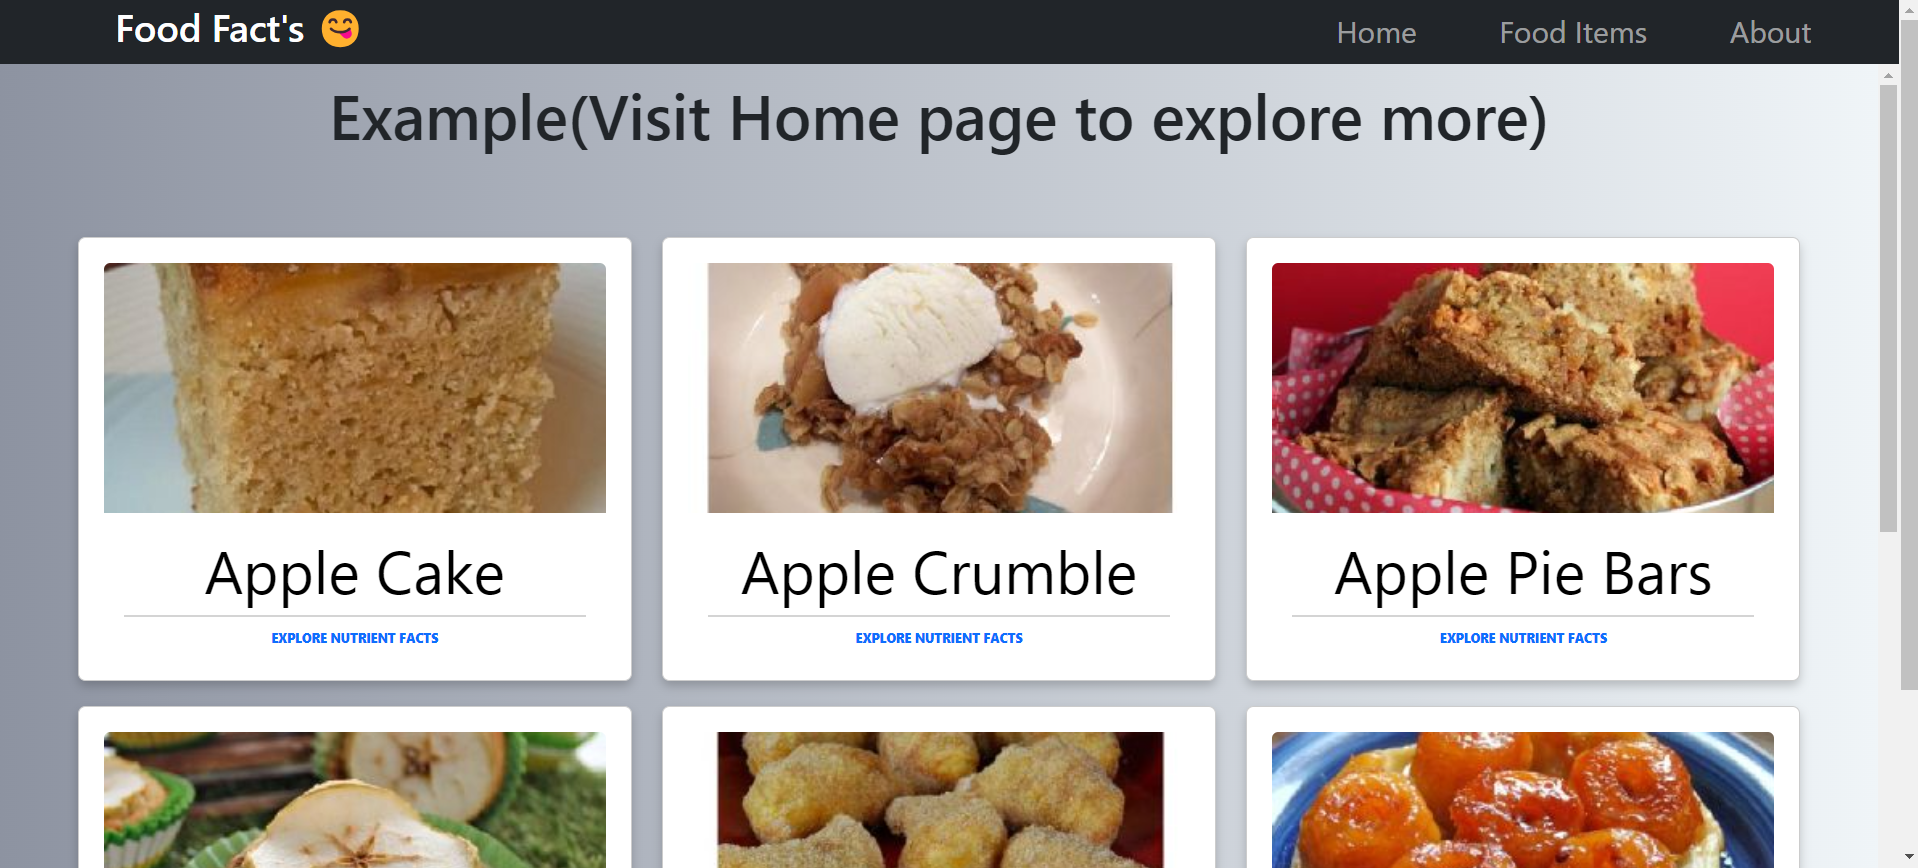 Food Fact's 😋
Home Food Items About
Example(Visit Home page to explore more)
Apple Cake
EXPLORE NUTRIENT FACTS
Apple Crumble
EXPLORE NUTRIENT FACTS
Apple Pie Bars
EXPLORE NUTRIENT FACTS